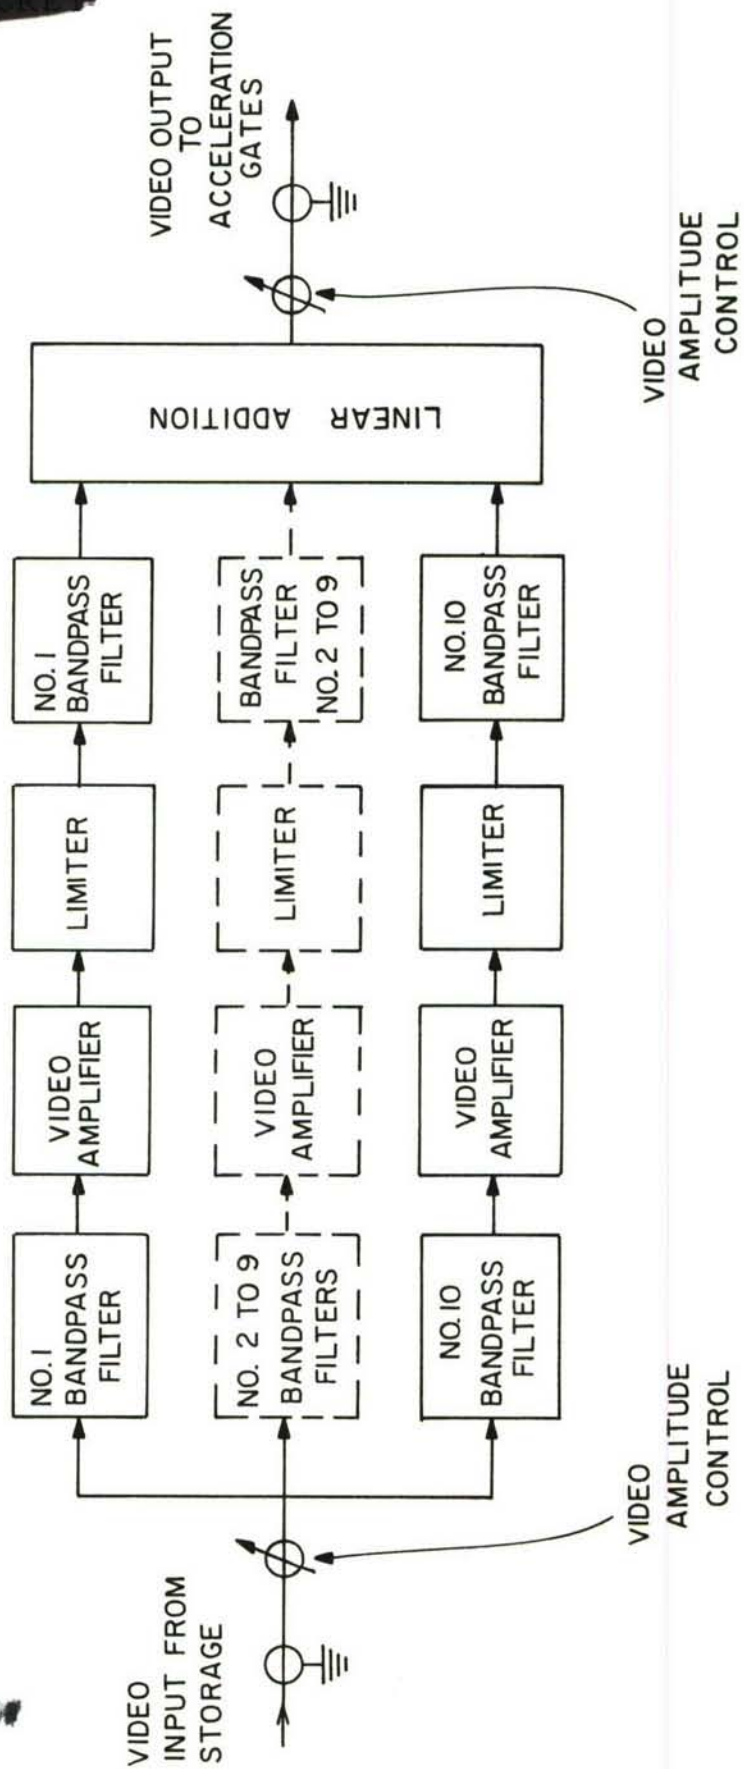 VIDEO
INPUT FROM
STORAGE
VIDEO
AMPLITUDE
CONTROL
NO. 1
BANDPASS
FILTER
VIDEO
AMPLIFIER
LIMITER
NO. 1
BANDPASS
FILTER
NO. 2 TO 9
BANDPASS
FILTERS
VIDEO
AMPLIFIER
LIMITER
BANDPASS
FILTER
NO. 2 TO 9
NO. 10
BANDPASS
FILTER
VIDEO
AMPLIFIER
LIMITER
NO. 10
BANDPASS
FILTER
LINEAR ADDITION
VIDEO OUTPUT
TO
ACCELERATION
GATES
VIDEO
AMPLITUDE
CONTROL